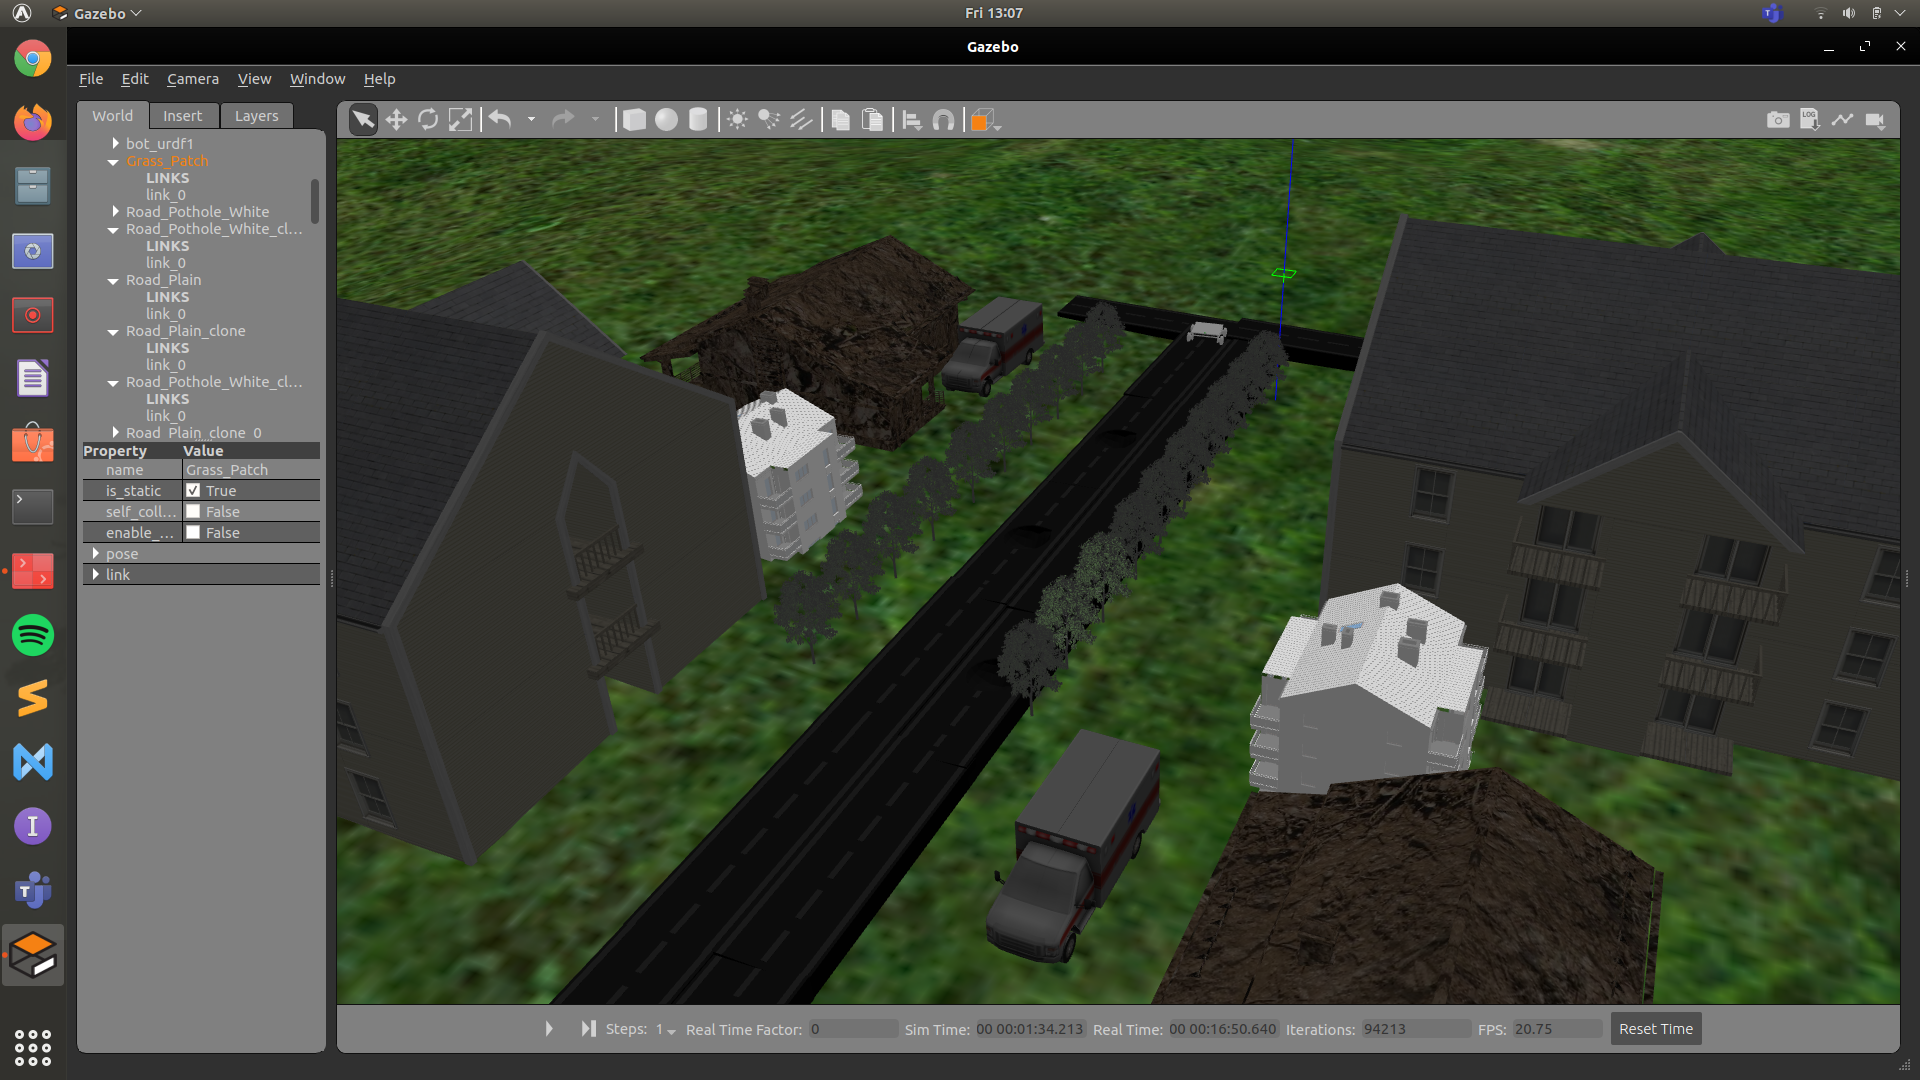 Gazebo
Fri 13:07
Gazebo
File Edit Camera View Window Help
World Insert Layers
bot_urdf1
Grass_Patch
LINKS
link_0
Road_Pothole_White
Road_Pothole_White_cl...
LINKS
link_0
Road_Plain
LINKS
link_0
Road_Plain_clone
LINKS
link_0
Road_Pothole_White_cl...
LINKS
link_0
Road_Plain_clone_0
Property Value
name Grass_Patch
is_static True
self_coll... False
enable_... False
pose
link
LOG
Steps: 1 Real Time Factor: 0 Sim Time: 00 00:01:34.213 Real Time: 00 00:16:50.640 Iterations: 94213 FPS: 20.75 Reset Time